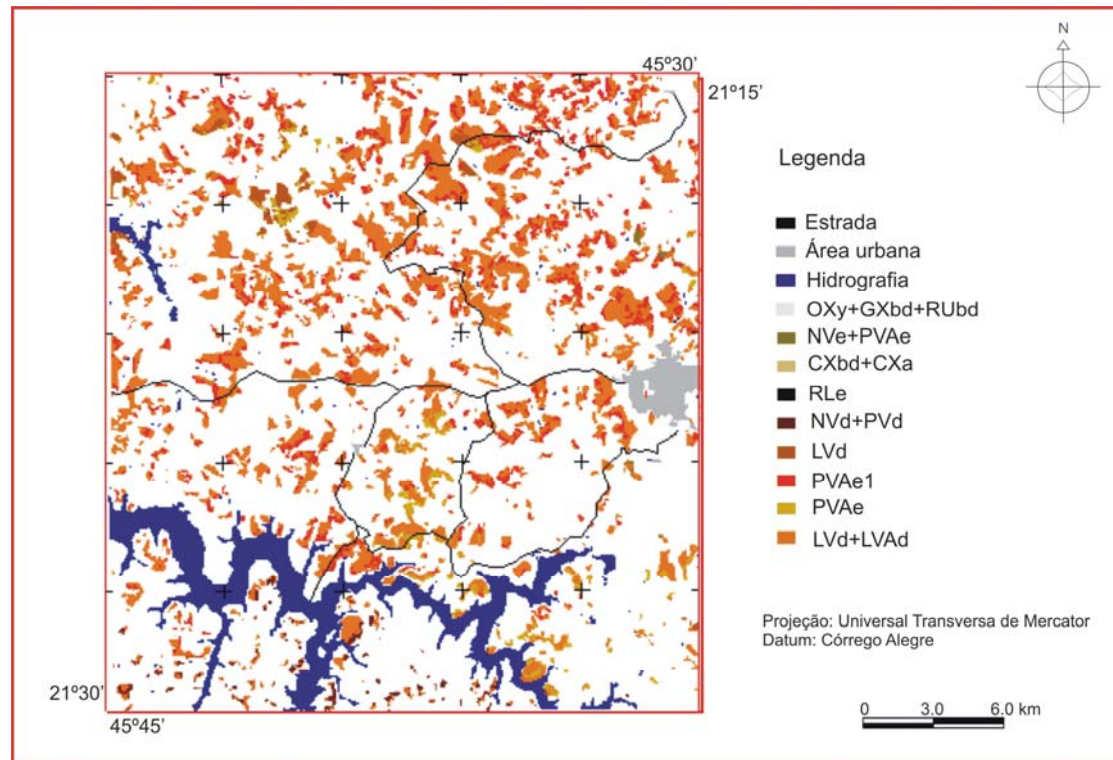 N
45º30'
21º15'
Legenda
Estrada
Área urbana
Hidrografia
OXy+GXbd+RUbd
NVe+PVAe
CXbd+CXa
RLe
NVd+PVd
LVd
PVAe1
PVAe
LVd+LVAd
Projeção: Universal Transversa de Mercator
Datum: Córrego Alegre
21º30'
45º45'
0 3.0 6.0 km